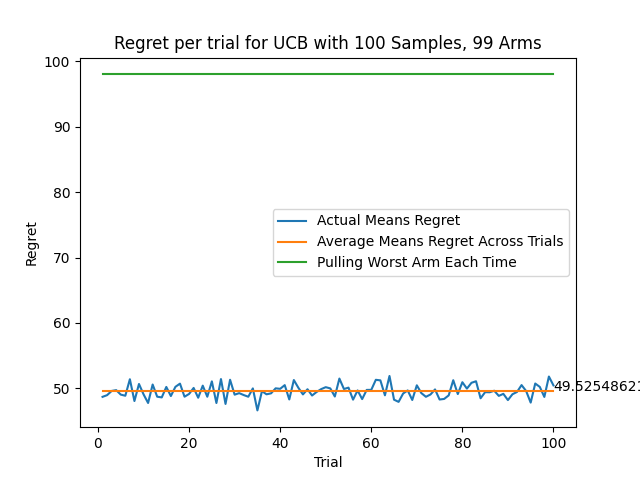 Regret per trial for UCB with 100 Samples, 99 Arms
100
90
80
70
60
50
Regret
Actual Means Regret
Average Means Regret Across Trials
Pulling Worst Arm Each Time
49.52548621
0
20
40
60
80
100
Trial